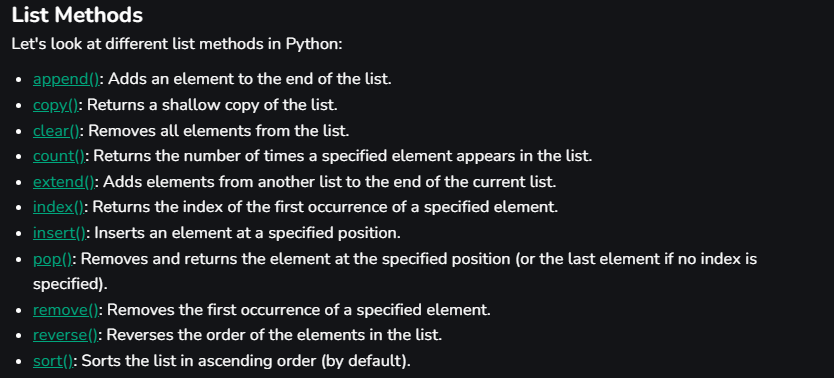 List Methods
Let's look at different list methods in Python:
• append(): Adds an element to the end of the list.
• copy(): Returns a shallow copy of the list.
• clear(): Removes all elements from the list.
• count(): Returns the number of times a specified element appears in the list.
• extend(): Adds elements from another list to the end of the current list.
• index(): Returns the index of the first occurrence of a specified element.
• insert(): Inserts an element at a specified position.
• pop(): Removes and returns the element at the specified position (or the last element if no index is
specified).
• remove(): Removes the first occurrence of a specified element.
• reverse(): Reverses the order of the elements in the list.
• sort(): Sorts the list in ascending order (by default).